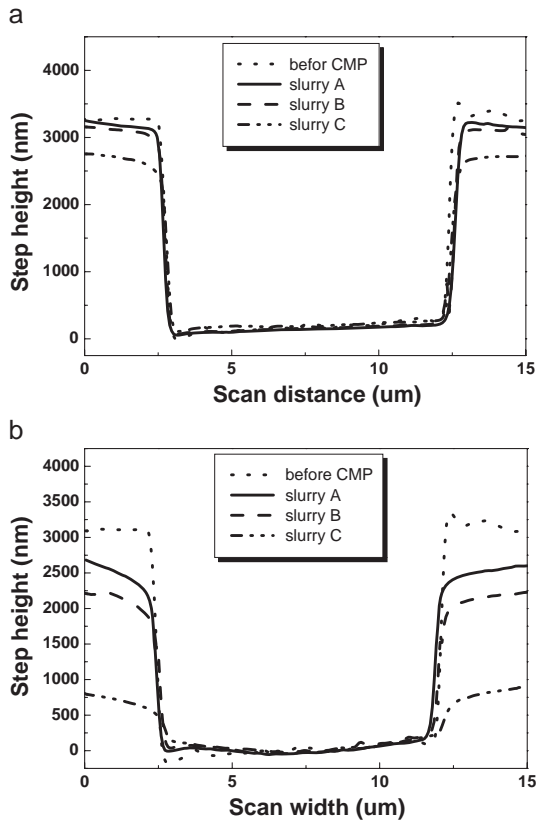 a
befor CMP
slurry A
slurry B
slurry C
4000
3000
2000
1000
0
Step height (nm)
0
5
10
15
Scan distance (um)
b
before CMP
slurry A
slurry B
slurry C
4000
3500
3000
2500
2000
1500
1000
500
0
Step height (nm)
0
5
10
15
Scan width (um)